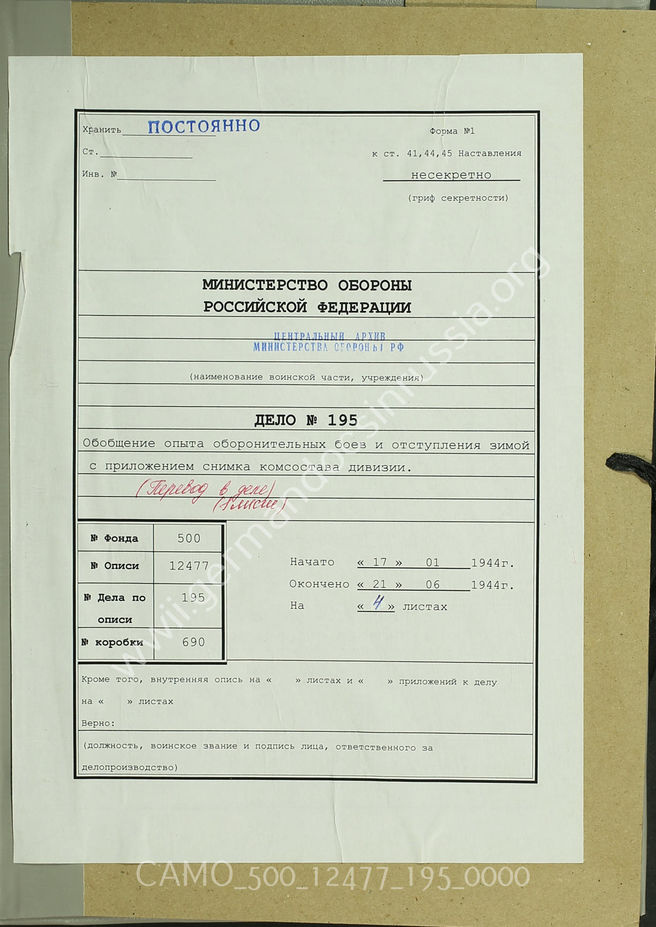 Хранить ПОСТОЯННО
Форма №1
Ст.
к ст. 41,44,45 Наставления
Инв. №
несекретно
(гриф секретности)
МИНИСТЕРСТВО ОБОРОНЫ
РОССИЙСКОЙ ФЕДЕРАЦИИ
ЦЕНТРАЛЬНЫЙ АРХИВ
МИНИСТЕРСТВА ОБОРОНЫ РФ
(наименование воинской части, учреждения)
ДЕЛО № 195
Обобщение опыта оборонительных боев и отступления зимой
с приложением снимка комсостава дивизии.
(Перевод в деле)
№ Фонда 500
№ Описи 12477
№ Дела по описи 195
№ коробки 690
Начато « 17 » 01 1944г.
Окончено « 21 » 06 1944г.
На « 4 » листах
Кроме того, внутренняя опись на « » листах и « » приложений к делу
на « » листах
Верно:
(должность, воинское звание и подпись лица, ответственного за
делопроизводство)
www.germandocsinrussia.org
CAMO_500_12477_195_0000